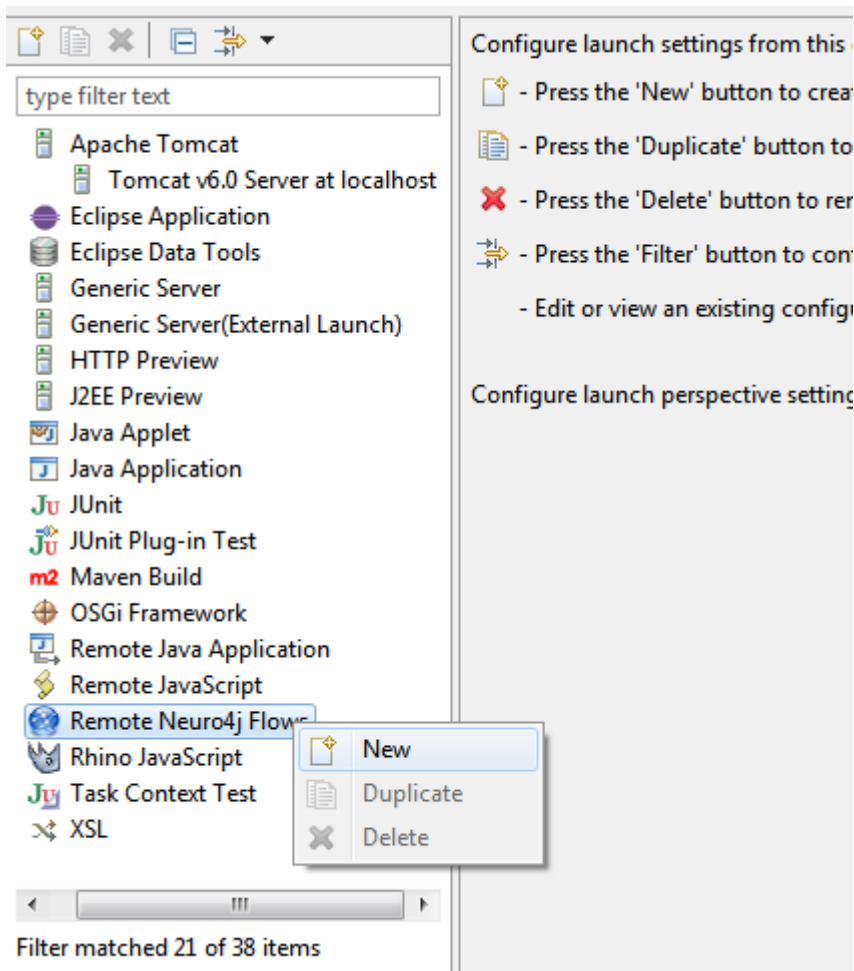 type filter text
Apache Tomcat
Tomcat v6.0 Server at localhost
Eclipse Application
Eclipse Data Tools
Generic Server
Generic Server(External Launch)
HTTP Preview
J2EE Preview
Java Applet
Java Application
JUnit
JUnit Plug-in Test
m2 Maven Build
OSGi Framework
Remote Java Application
Remote JavaScript
Remote Neuro4j Flows
Rhino JavaScript
Task Context Test
XSL
New
Duplicate
Delete
Filter matched 21 of 38 items
Configure launch settings from this
- Press the 'New' button to creat
- Press the 'Duplicate' button to
- Press the 'Delete' button to rem
- Press the 'Filter' button to con
- Edit or view an existing configu
Configure launch perspective setting